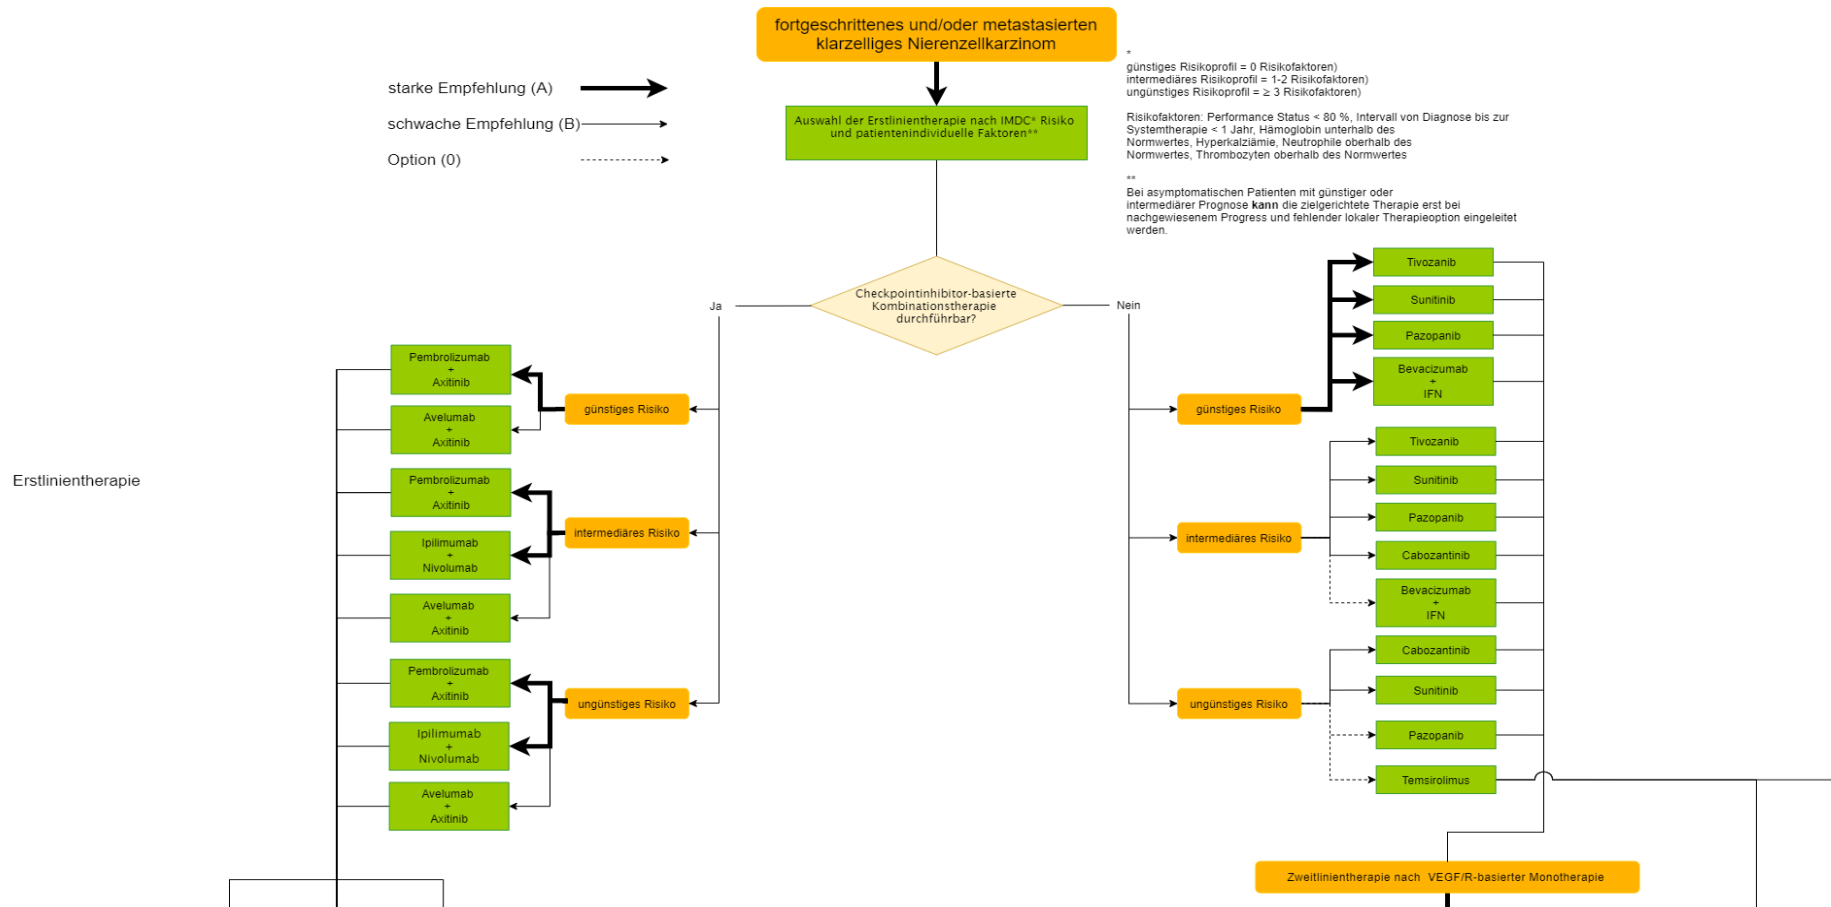 fortgeschrittenes und/oder metastasierten
klarzelliges Nierenzellkarzinom
starke Empfehlung (A)
schwache Empfehlung (B)
Option (0)
Auswahl der Erstlinientherapie nach IMDC* Risiko
und patientenindividuelle Faktoren**
*
günstiges Risikoprofil = 0 Risikofaktoren)
intermediäres Risikoprofil = 1-2 Risikofaktoren)
ungünstiges Risikoprofil = ≥ 3 Risikofaktoren)
Risikofaktoren: Performance Status < 80 %, Intervall von Diagnose bis zur
Systemtherapie < 1 Jahr, Hämoglobin unterhalb des
Normwertes, Hyperkalziämie, Neutrophile oberhalb des
Normwertes, Thrombozyten oberhalb des Normwertes
**
Bei asymptomatischen Patienten mit günstiger oder
intermediärer Prognose kann die zielgerichtete Therapie erst bei
nachgewiesenem Progress und fehlender lokaler Therapieoption eingeleitet
werden.
Checkpointinhibitor-basierte
Kombinationstherapie
durchführbar?
Ja
Nein
Erstlinientherapie
Pembrolizumab
+
Axitinib
Avelumab
+
Axitinib
günstiges Risiko
Pembrolizumab
+
Axitinib
Ipilimumab
+
Nivolumab
Avelumab
+
Axitinib
intermediäres Risiko
Pembrolizumab
+
Axitinib
Ipilimumab
+
Nivolumab
Avelumab
+
Axitinib
ungünstiges Risiko
günstiges Risiko
Tivozanib
Sunitinib
Pazopanib
Bevacizumab
+
IFN
intermediäres Risiko
Tivozanib
Sunitinib
Pazopanib
Cabozantinib
Bevacizumab
+
IFN
ungünstiges Risiko
Cabozantinib
Sunitinib
Pazopanib
Temsirolimus
Zweitlinientherapie nach VEGF/R-basierter Monotherapie